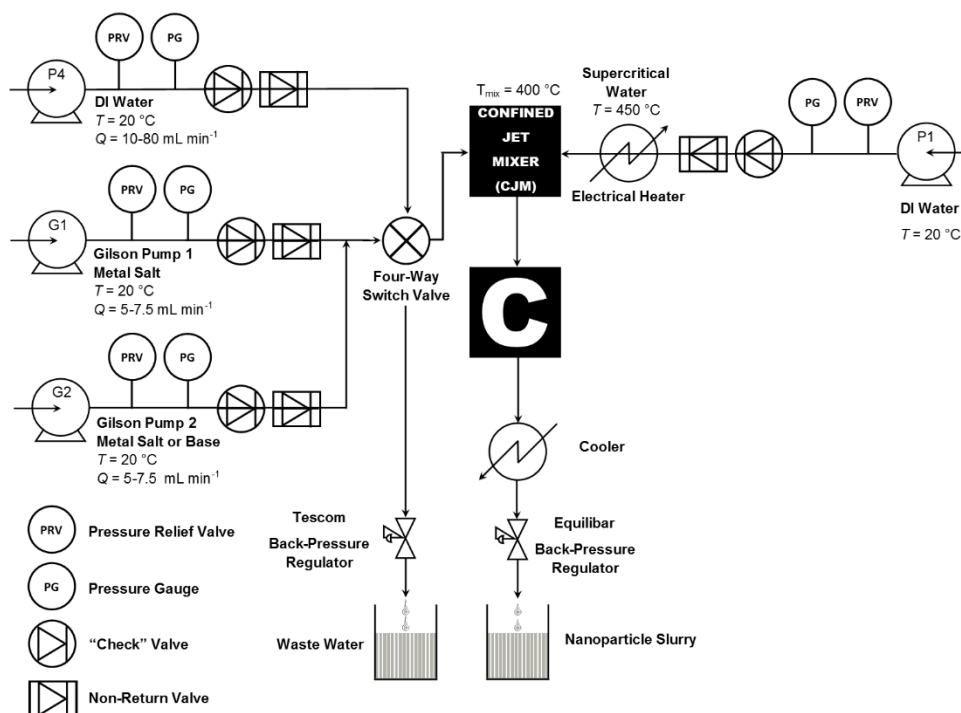 PRV
PG
P4
DI Water
T = 20 °C
Q = 10-80 mL min⁻¹
PRV
PG
G1
Gilson Pump 1
Metal Salt
T = 20 °C
Q = 5-7.5 mL min⁻¹
PRV
PG
G2
Gilson Pump 2
Metal Salt or Base
T = 20 °C
Q = 5-7.5 mL min⁻¹
Four-Way
Switch Valve
Tmix = 400 °C
CONFINED
JET
MIXER
(CJM)
Supercritical
Water
T = 450 °C
Electrical Heater
PG
PRV
P1
DI Water
T = 20 °C
C
Cooler
Tescom
Back-Pressure
Regulator
Equilibar
Back-Pressure
Regulator
Waste Water
Nanoparticle Slurry
PRV
Pressure Relief Valve
PG
Pressure Gauge
“Check” Valve
Non-Return Valve